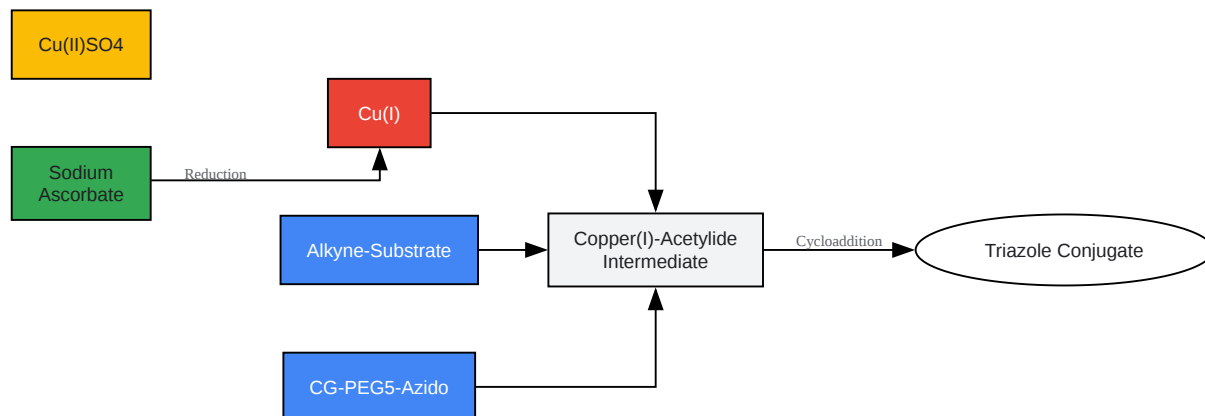 Cu(II)SO4
Cu(I)
Sodium
Ascorbate
Reduction
Alkyne-Substrate
Copper(I)-Acetylide
Intermediate
Cycloaddition
Triazole Conjugate
CG-PEG5-Azido